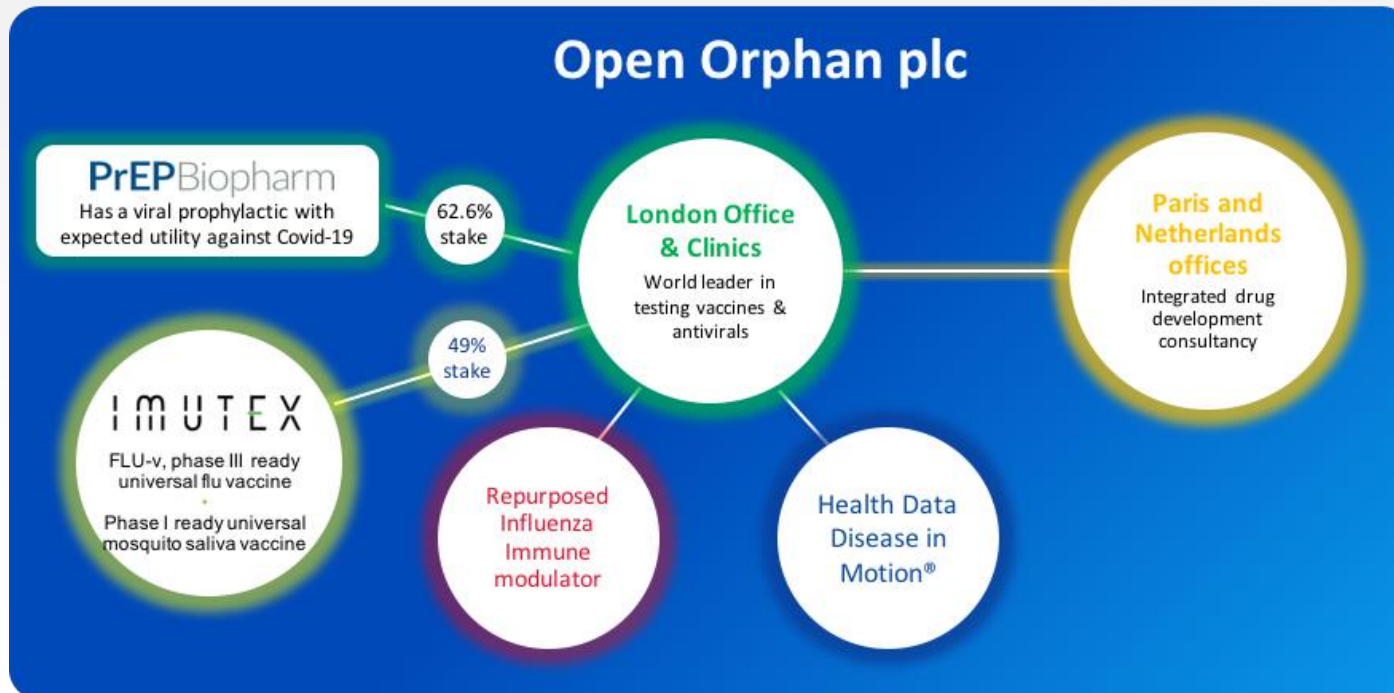 Open Orphan plc
PrEPBiopharm
Has a viral prophylactic with
expected utility against Covid-19
62.6%
stake
London Office
& Clinics
World leader in
testing vaccines &
antivirals
Paris and
Netherlands
offices
Integrated drug
development
consultancy
49%
stake
IMUTEX
FLU-v, phase III ready
universal flu vaccine
Phase I ready universal
mosquito saliva vaccine
Repurposed
Influenza
Immune
modulator
Health Data
Disease in
Motion®